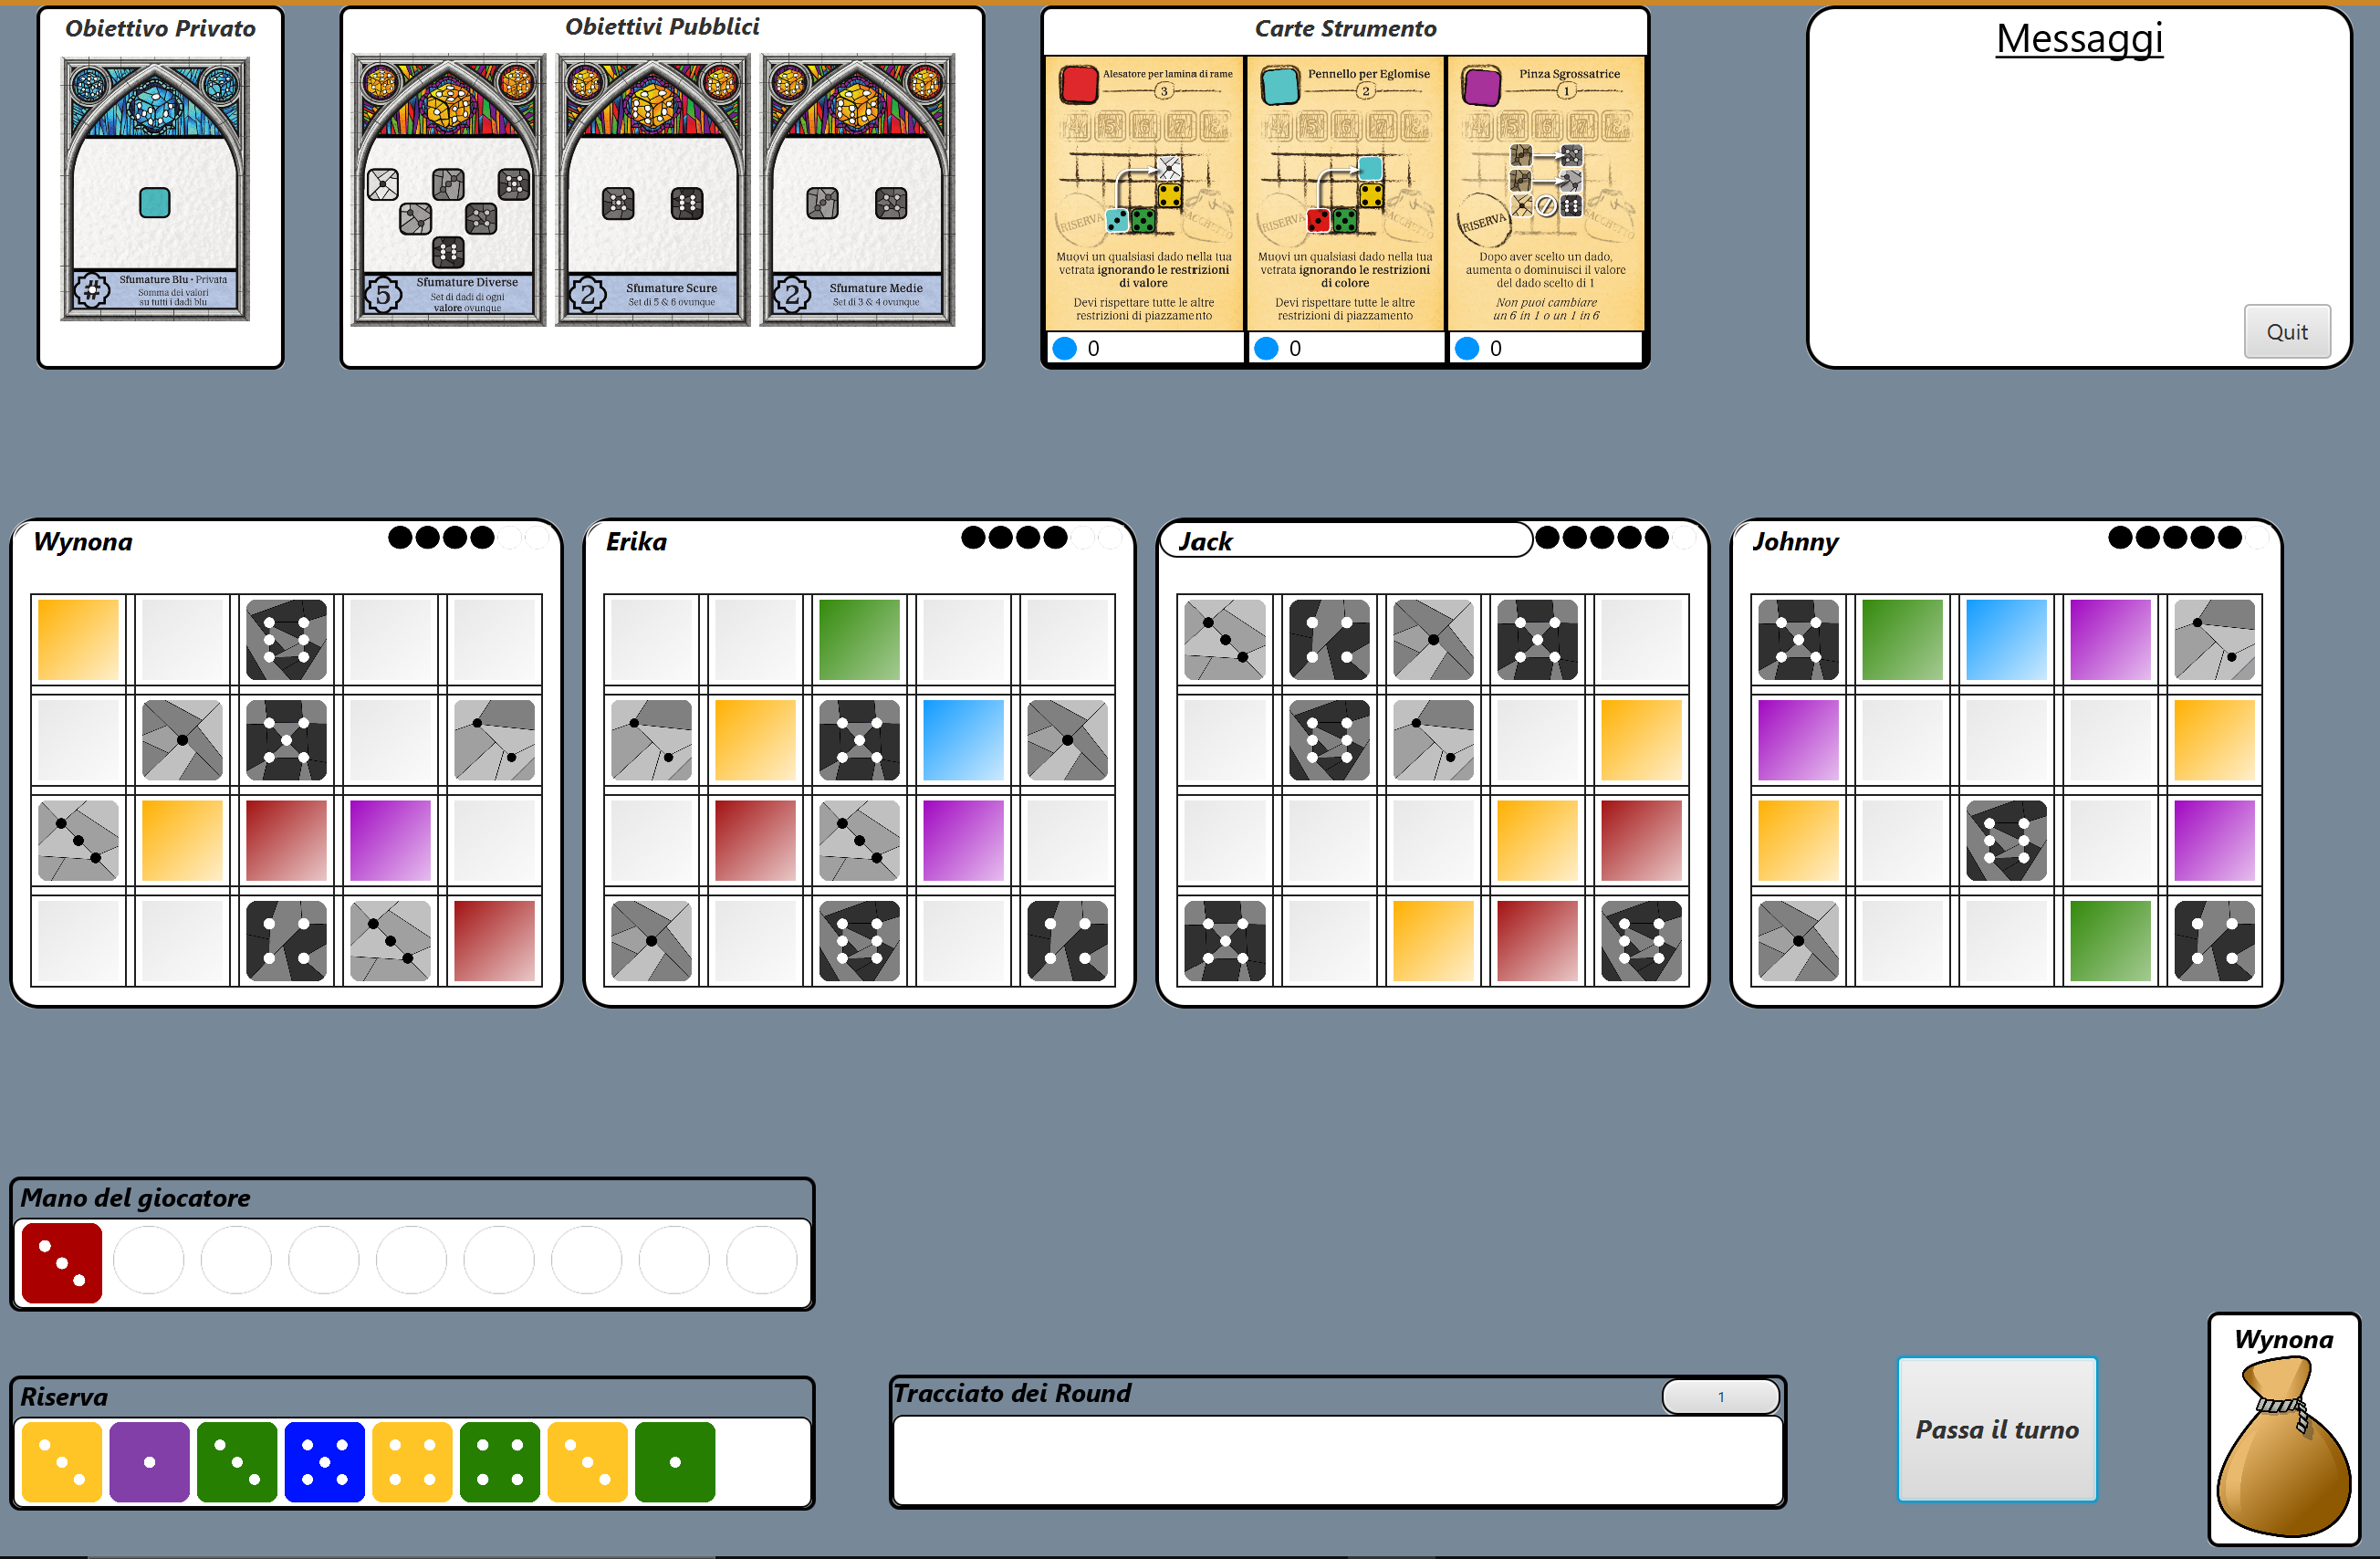 Obiettivo Privato
Sfumature Blu - Privata
Somma dei valori
su tutti i dadi blu
Obiettivi Pubblici
5
Sfumature Diverse
Set di dadi di ogni
valore ovunque
2
Sfumature Scure
Set di 5 & 6 ovunque
2
Sfumature Medie
Set di 3 & 4 ovunque
Carte Strumento
Alesatore per lamina di rame
3
RISERVA
Muovi un qualsiasi dado nella tua
vetrata ignorando le restrizioni
di valore
Devi rispettare tutte le altre
restrizioni di piazzamento
0
Pennello per Eglomise
2
RISERVA
Muovi un qualsiasi dado nella tua
vetrata ignorando le restrizioni
di colore
Devi rispettare tutte le altre
restrizioni di piazzamento
0
Pinza Sgrossatrice
1
RISERVA
Dopo aver scelto un dado,
aumenta o dominuisci il valore
del dado scelto di 1
Non puoi cambiare
un 6 in 1 o un 1 in 6
0
Messaggi
Quit
Wynona
Erika
Jack
Johnny
Mano del giocatore
Riserva
Tracciato dei Round
1
Passa il turno
Wynona